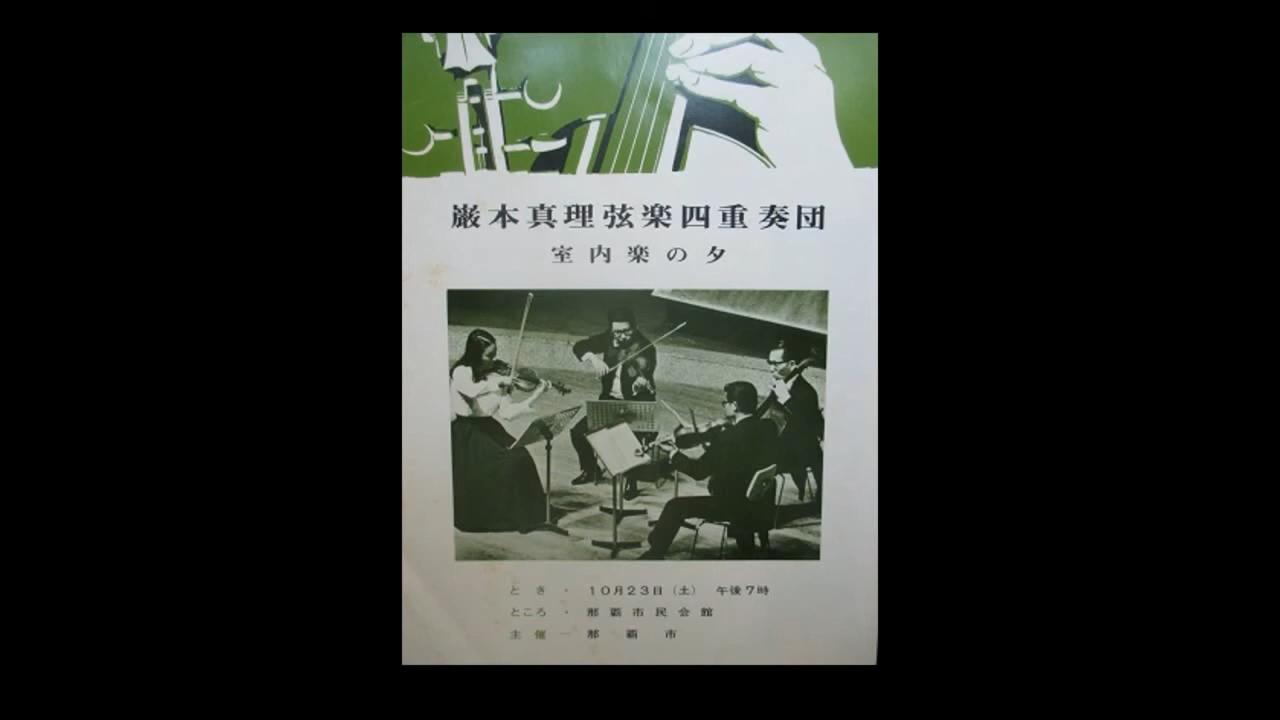 巌本真理弦楽四重奏団
室内楽の夕
とき・10月23日（土） 午後7時
ところ・那覇市民会館
主催―那覇市